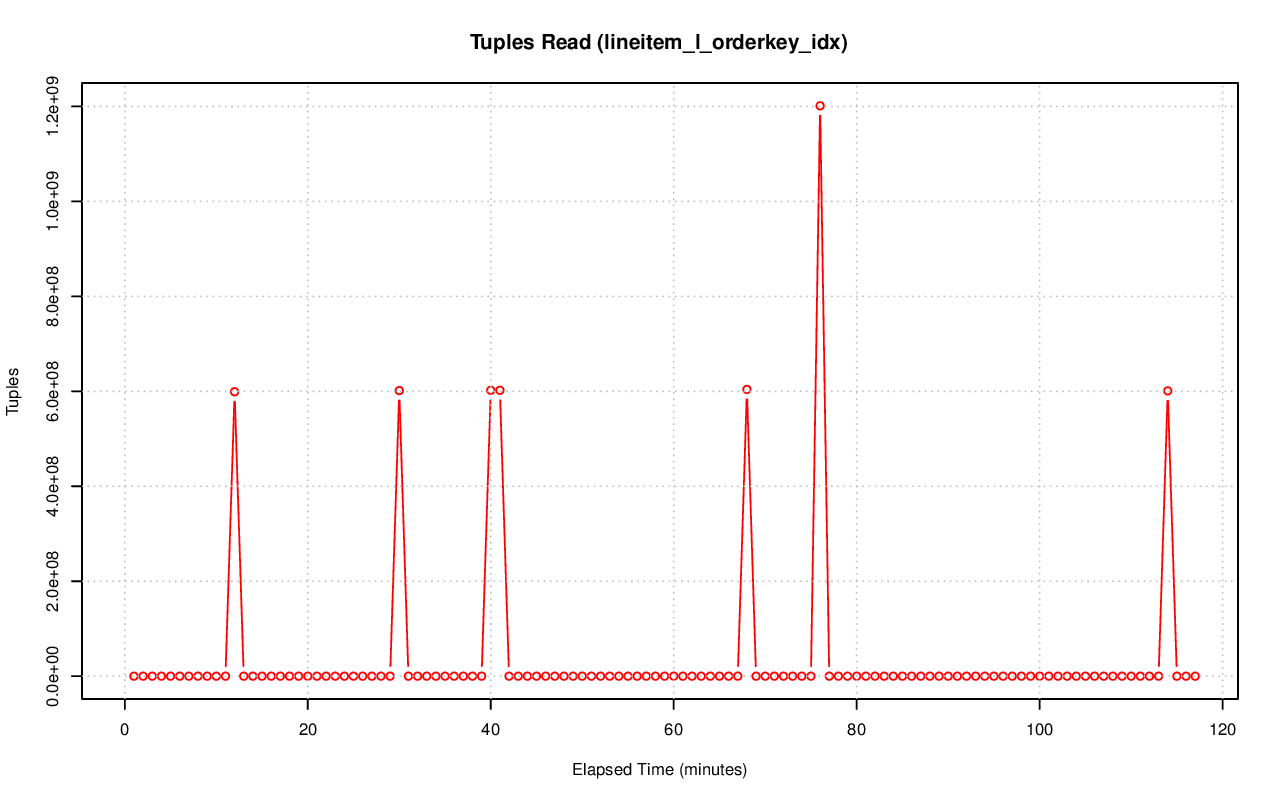 Tuples Read (lineitem_l_orderkey_idx)
1.2e+09
1.0e+09
8.0e+08
6.0e+08
4.0e+08
2.0e+08
0.0e+00
Tuples
0 20 40 60 80 100 120
Elapsed Time (minutes)